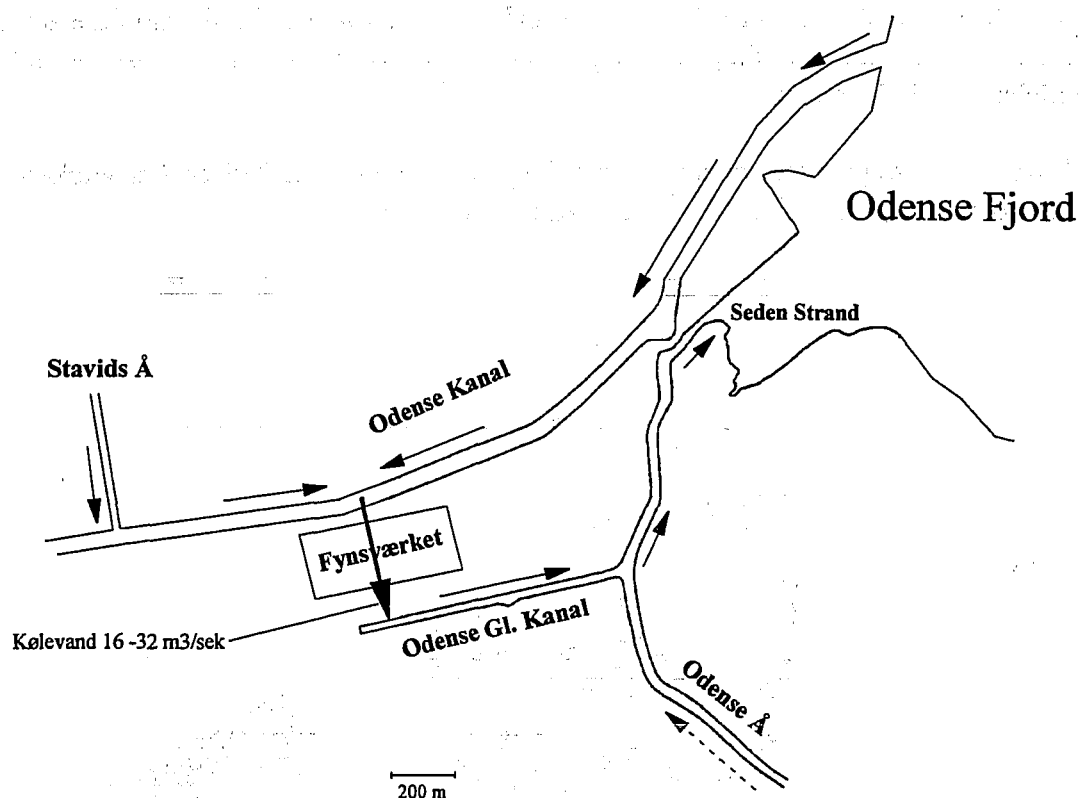 Odense Fjord
Seden Strand
Stavids Å
Odense Kanal
Fynsværket
Odense Gl. Kanal
Kølevand 16 -32 m3/sek
Odense Å
200 m